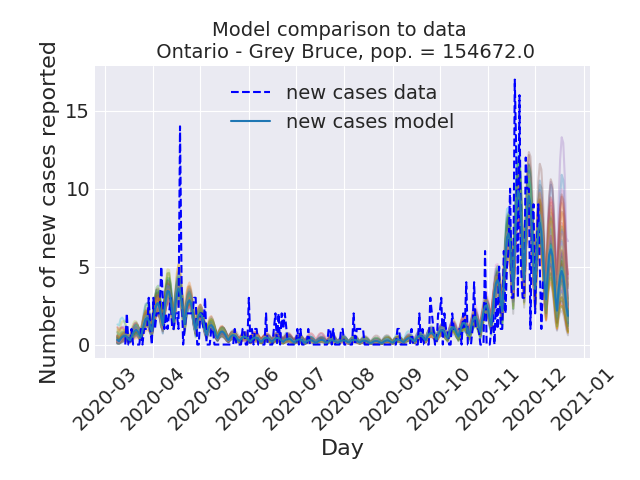 Model comparison to data
Ontario - Grey Bruce, pop. = 154672.0
new cases data
new cases model
Number of new cases reported
15
10
5
0
2020-03
2020-04
2020-05
2020-06
2020-07
2020-08
2020-09
2020-10
2020-11
2020-12
2021-01
Day